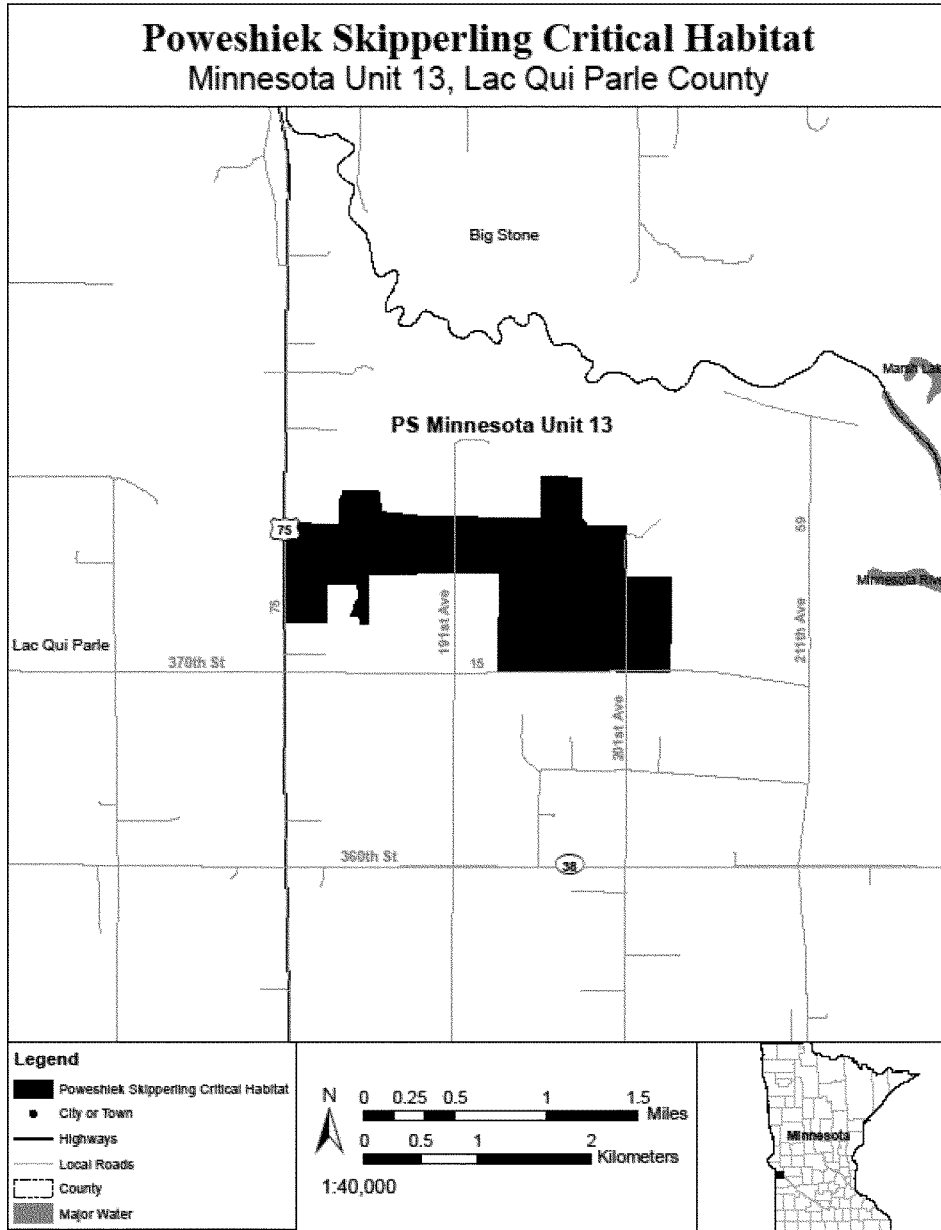 Poweshiek Skipperling Critical Habitat
Minnesota Unit 13, Lac Qui Parle County
Big Stone
Marsh Lak
PS Minnesota Unit 13
75
59
Minnesota Rive
75
191st Ave
211th Ave
Lac Qui Parle
370th St
15
201st Ave
360th St
38
Legend
Poweshiek Skipperling Critical Habitat
City or Town
Highways
Local Roads
County
Major Water
N
0 0.25 0.5 1 1.5
Miles
0 0.5 1 2
Kilometers
1:40,000
Minnesota